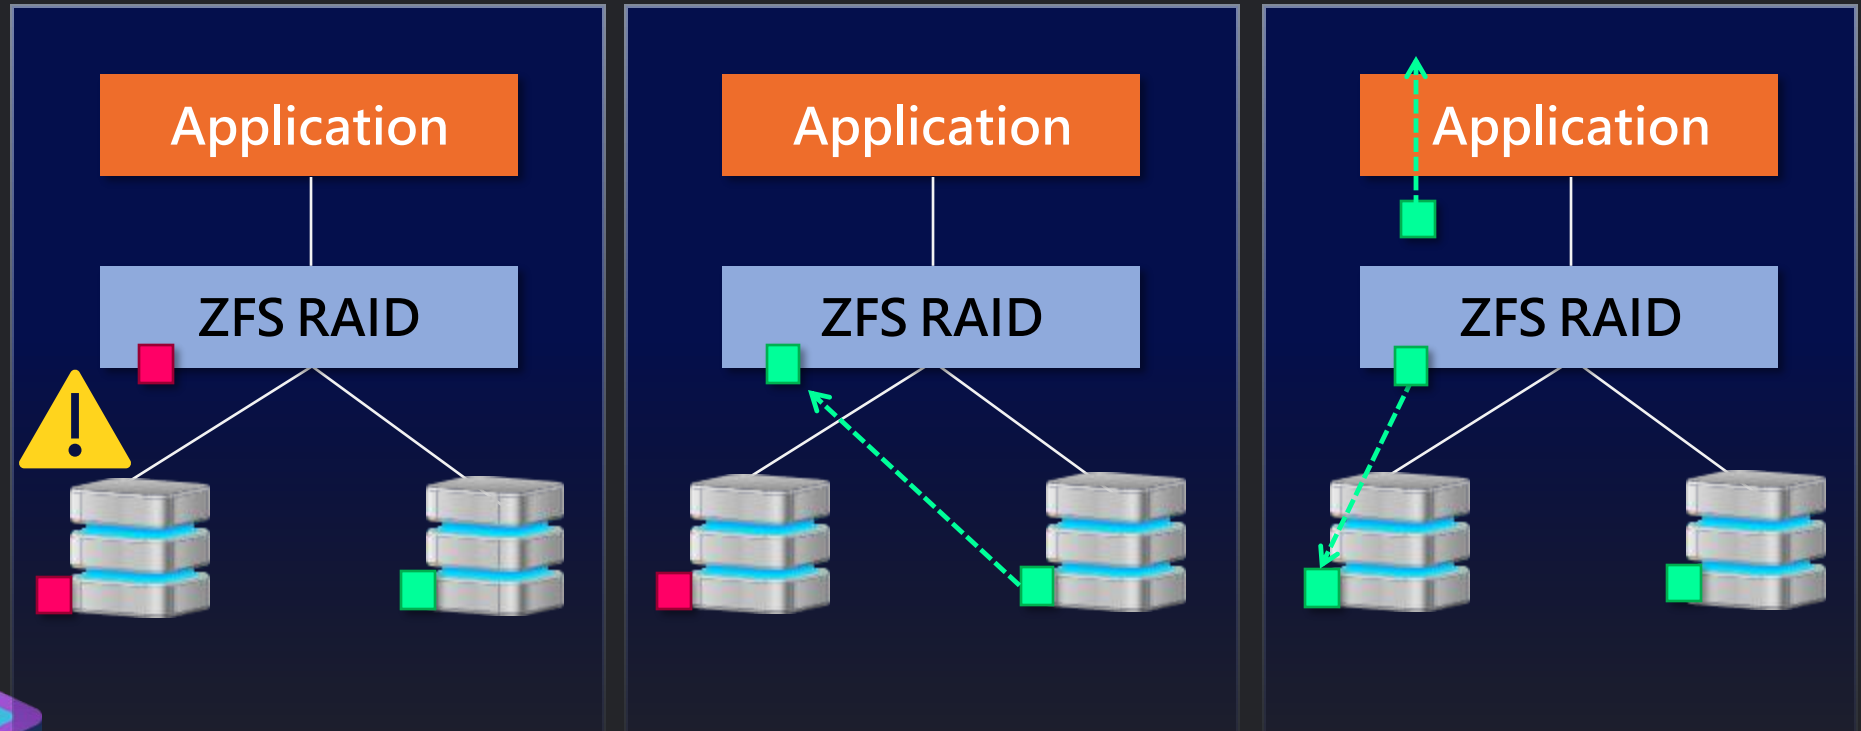 Application
ZFS RAID
Application
ZFS RAID
Application
ZFS RAID